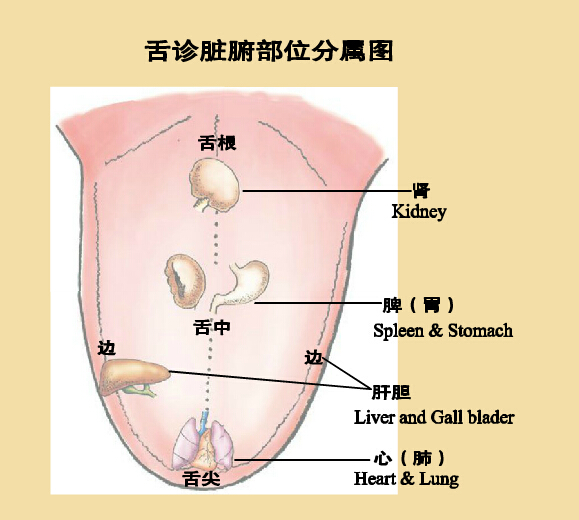 舌诊脏腑部位分属图
舌根
肾
Kidney
脾（胃）
舌中
Spleen & Stomach
边
边
肝胆
Liver and Gall blader
心（肺）
舌尖
Heart & Lung